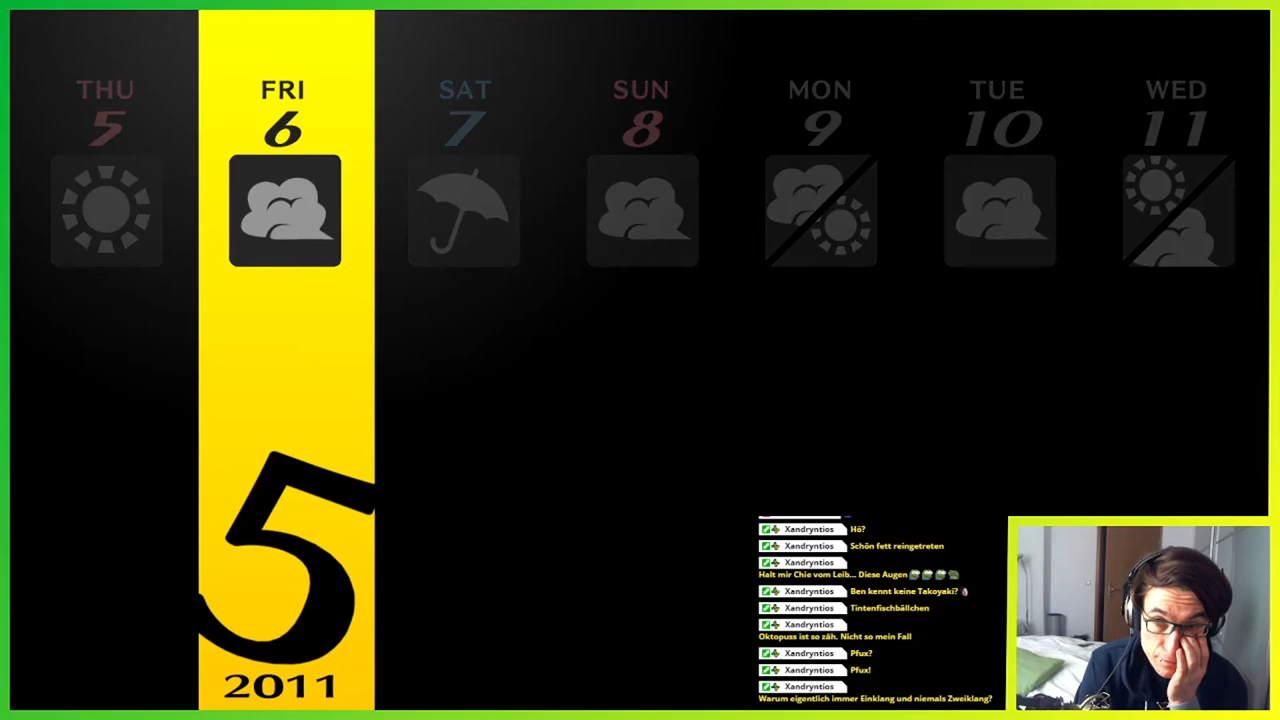 THU
5
FRI
6
SAT
7
SUN
8
MON
9
TUE
10
WED
11
5
2011
Xandryntios Hö?
Xandryntios Schön fett reingetreten
Xandryntios
Halt mir Chie vom Leib... Diese Augen
Xandryntios Ben kennt keine Takoyaki?
Xandryntios Tintenfischbällchen
Xandryntios
Oktopuss ist so zäh. Nicht so mein Fall
Xandryntios Pfux?
Xandryntios Pfux!
Xandryntios
Warum eigentlich immer Einklang und niemals Zweiklang?